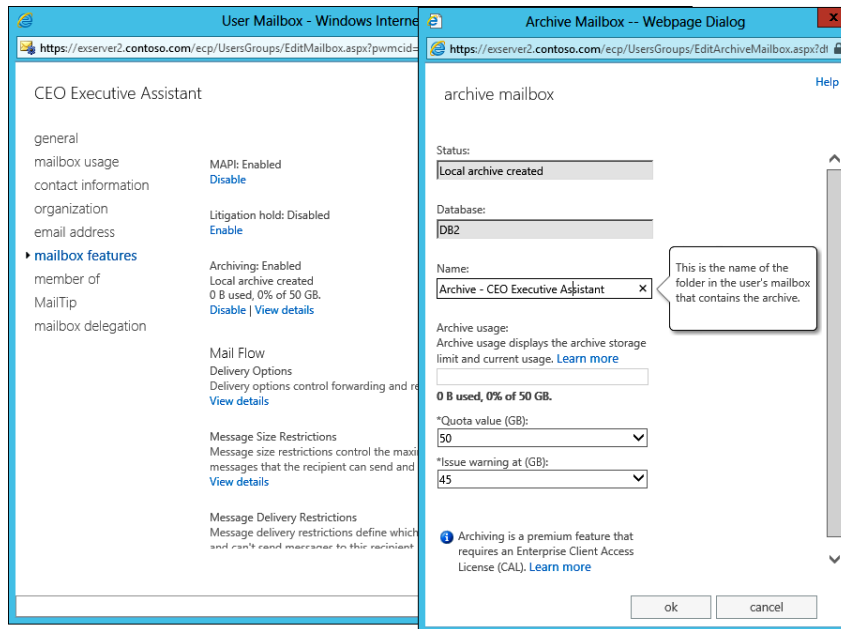 User Mailbox - Windows Interne
https://exserver2.contoso.com/ecp/UsersGroups/EditMailbox.aspx?pwmcid=
CEO Executive Assistant
general
mailbox usage
contact information
organization
email address
mailbox features
member of
MailTip
mailbox delegation
MAPI: Enabled
Disable
Litigation hold: Disabled
Enable
Archiving: Enabled
Local archive created
0 B used, 0% of 50 GB.
Disable | View details
Mail Flow
Delivery Options
Delivery options control forwarding and re
View details
Message Size Restrictions
Message size restrictions control the maxi
messages that the recipient can send and
View details
Message Delivery Restrictions
Message delivery restrictions define which
and can't send messages to this recipient
Archive Mailbox -- Webpage Dialog
https://exserver2.contoso.com/ecp/UsersGroups/EditArchiveMailbox.aspx?dt
Help
archive mailbox
Status:
Local archive created
Database:
DB2
Name:
Archive - CEO Executive Assistant
This is the name of the
folder in the user's mailbox
that contains the archive.
Archive usage:
Archive usage displays the archive storage
limit and current usage. Learn more
0 B used, 0% of 50 GB.
*Quota value (GB):
50
*Issue warning at (GB):
45
Archiving is a premium feature that
requires an Enterprise Client Access
License (CAL). Learn more
ok
cancel